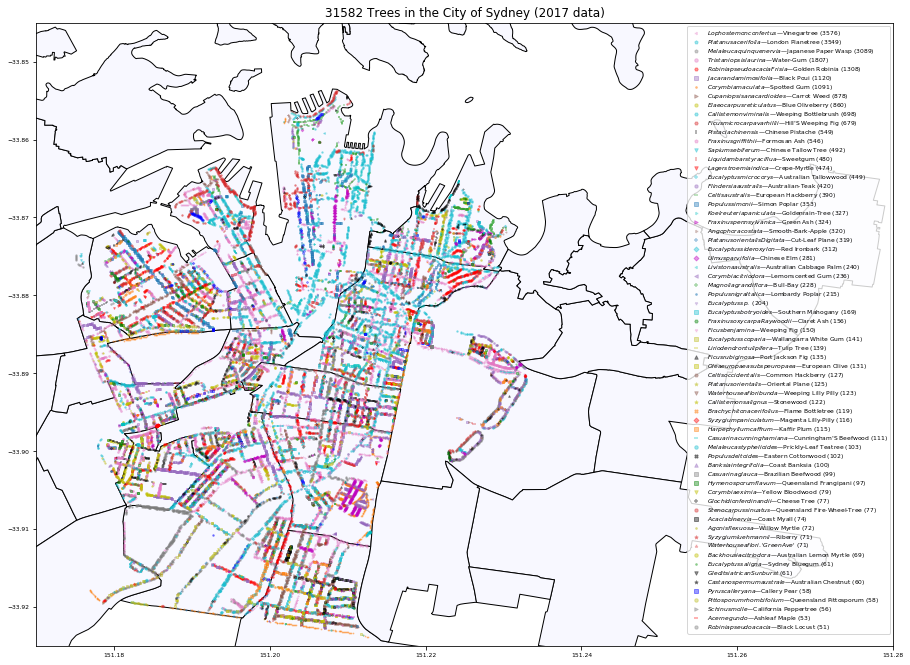 31582 Trees in the City of Sydney (2017 data)
Lophostemonconfertus—Vinegartree (3576)
Platanusacerifolia—London Planetree (3549)
Melaleucaquinquenervia—Japanese Paper Wasp (3089)
Tristaniopsislaurina—Water-Gum (1807)
RobiniapseudoacaciaFrisia—Golden Robinia (1308)
Jacarandamimosifolia—Black Poui (1120)
Corymbiamaculata—Spotted Gum (1091)
Cupaniopsisanacardioides—Carrot Weed (878)
Elaeocarpusreticulatus—Blue Oliveberry (860)
Callistemonviminalis—Weeping Bottlebrush (698)
Ficusmicrocarpavarhillii—Hill'S Weeping Fig (679)
Pistaciachinensis—Chinese Pistache (549)
Fraxinusgriffithii—Formosan Ash (546)
Sapiumsebiferum—Chinese Tallow Tree (492)
Liquidambarstyraciflua—Sweetgum (480)
Lagerstroemiaindica—Crepe-Myrtle (474)
Eucalyptusmicrocorys—Australian Tallowwood (449)
Flindersiaaustralis—Australian-Teak (420)
Celtisaustralis—European Hackberry (390)
Populussimonii—Simon Poplar (353)
Koelreuteriapaniculata—Goldenrain-Tree (327)
Fraxinuspennsylvanica—Green Ash (324)
Angophoracostata—Smooth-Bark-Apple (320)
PlatanusorientalisDigitata—Cut-Leaf Plane (319)
Eucalyptussideroxylon—Red Ironbark (312)
Ulmusparvifolia—Chinese Elm (281)
Livistonaaustralis—Australian Cabbage Palm (240)
Corymbiacitriodora—Lemonscented Gum (236)
Magnoliagrandiflora—Bull-Bay (228)
Populusnigraitalica—Lombardy Poplar (215)
Eucalyptussp. (204)
Eucalyptusbotryoides—Southern Mahogany (169)
FraxinusoxycarpaRaywoodii—Claret Ash (156)
Ficusbenjamina—Weeping Fig (150)
Eucalyptusscoparia—Wallangarra White Gum (141)
Liriodendrontulipifera—Tulip Tree (139)
Ficusrubiginosa—Port Jackson Fig (135)
Oleaeuropaeasubspeuropaea—European Olive (131)
Celtisoccidentalis—Common Hackberry (127)
Platanusorientalis—Oriental Plane (125)
Waterhouseafloribunda—Weeping Lilly Pilly (123)
Callistemonsalignus—Stonewood (122)
Brachychitonacerifolius—Flame Bottletree (119)
Syzygiumpaniculatum—Magenta Lilly-Pilly (116)
Harpephyllumcaffrum—Kaffir Plum (115)
Casuarinacunninghamiana—Cunningham'S Beefwood (111)
Melaleucastyphelioides—Prickly-Leaf Teatree (103)
Populusdeltoides—Eastern Cottonwood (102)
Banksiaintegrifolia—Coast Banksia (100)
Casuarinaglauca—Brazilian Beefwood (99)
Hymenosporumflavum—Queensland Frangipani (97)
Corymbiaeximia—Yellow Bloodwood (79)
Glochidionferdinandii—Cheese Tree (77)
Stenocarpussinuatus—Queensland Fire-Wheel-Tree (77)
Acaciabinervia—Coast Myall (74)
Agonisflexuosa—Willow Myrtle (72)
Syzygiumluehmannii—Riberry (71)
Waterhouseaflori.'GreenAve' (71)
Backhousiacitriodora—Australian Lemon Myrtle (69)
Eucalyptussaligna—Sydney Bluegum (61)
GleditsiatricanSunburst (61)
Castanospermumaustrale—Australian Chestnut (60)
Pyruscalleryana—Callery Pear (58)
Pittosporumrhombifolium—Queensland Pittosporum (58)
Schinusmolle—California Peppertree (56)
Acernegundo—Ashleaf Maple (53)
Robiniapseudoacacia—Black Locust (51)
−33.85
−33.86
−33.87
−33.88
−33.89
−33.90
−33.91
−33.92
151.18
151.20
151.22
151.24
151.26
151.28